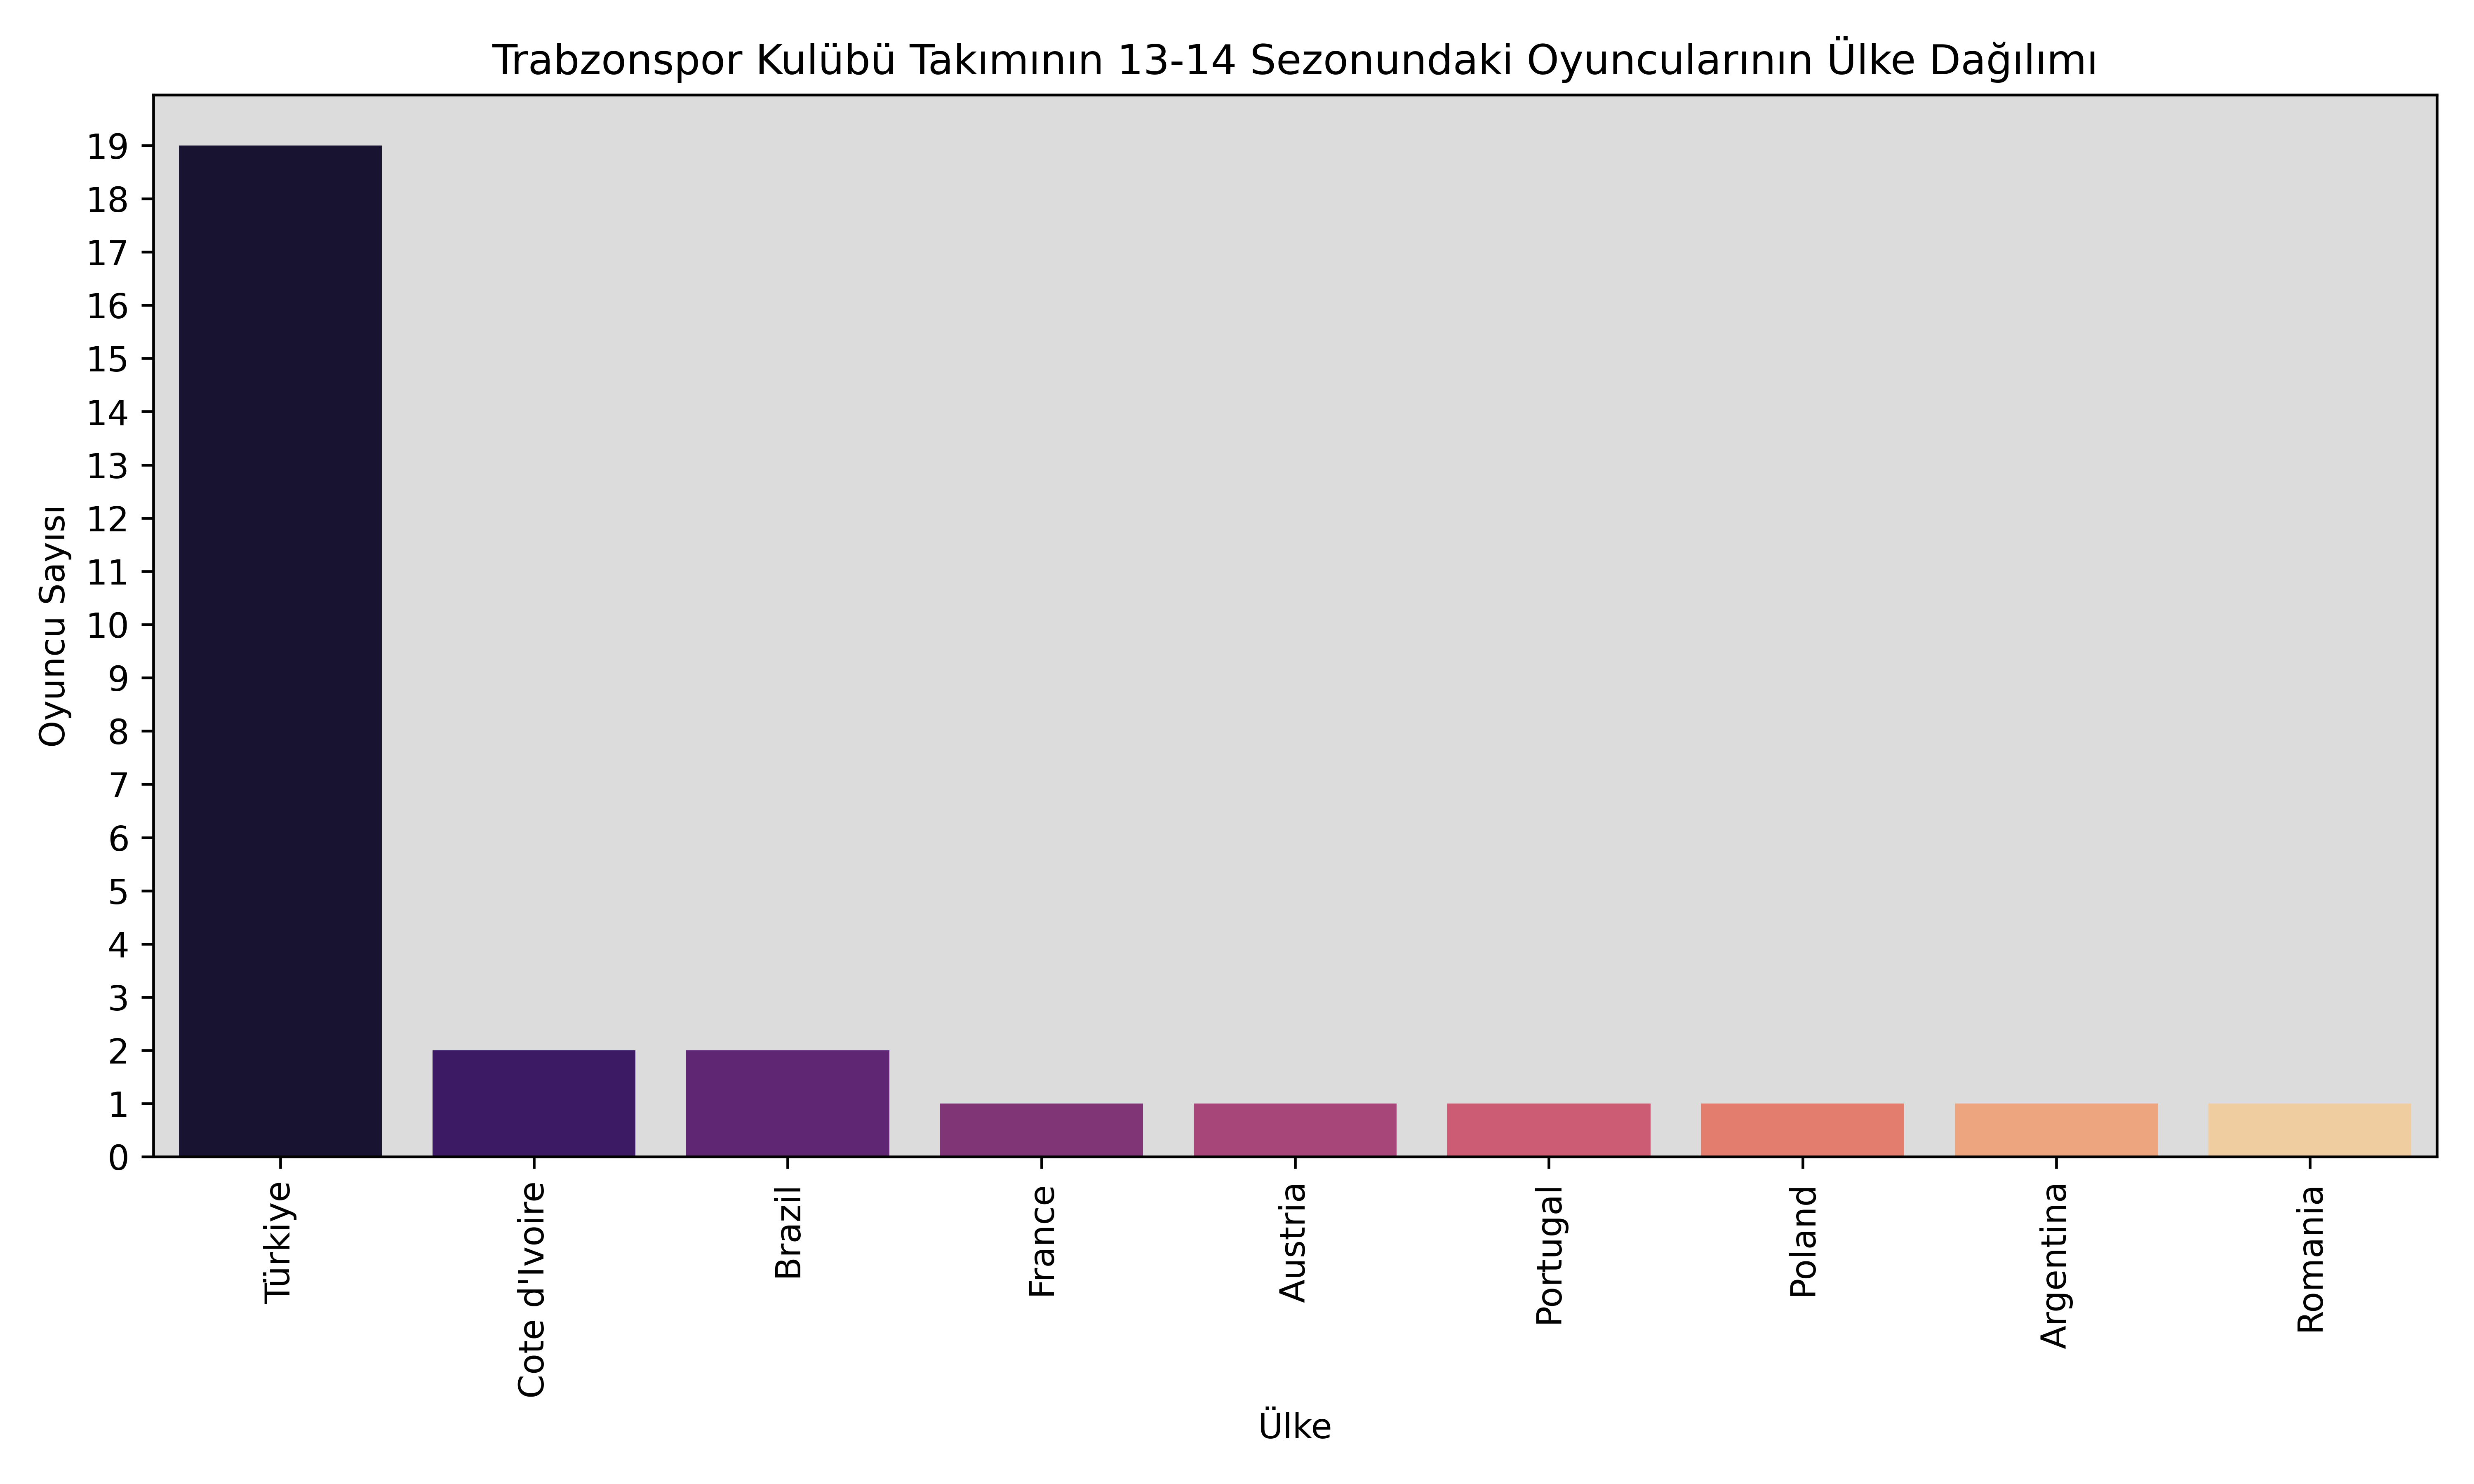 Trabzonspor Kulübü Takımının 13-14 Sezonundaki Oyuncularının Ülke Dağılımı
Oyuncu Sayısı
19
18
17
16
15
14
13
12
11
10
9
8
7
6
5
4
3
2
1
0
Türkiye
Cote d'Ivoire
Brazil
France
Austria
Portugal
Poland
Argentina
Romania
Ülke